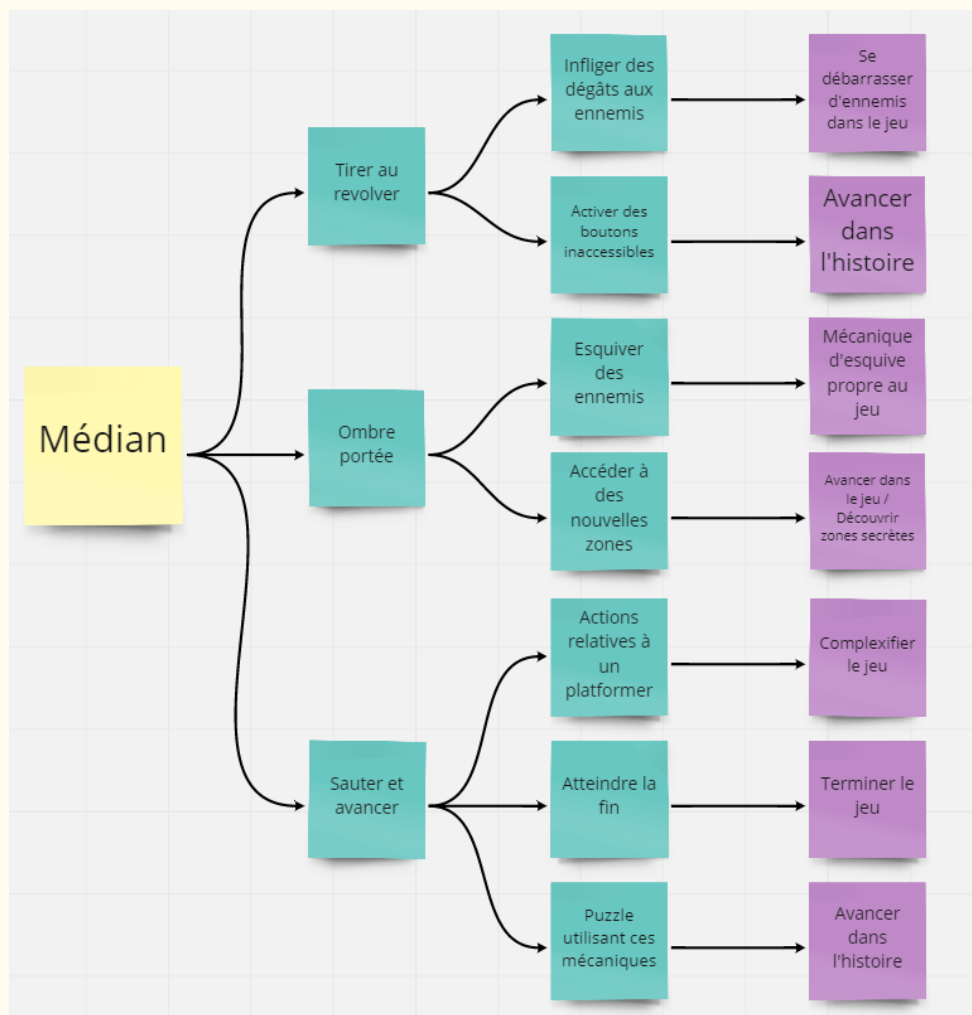 Médian
Tirer au
revolver
Infliger des
dégâts aux
ennemis
Se
débarrasser
d'ennemis
dans le jeu
Activer des
boutons
inaccessibles
Avancer
dans
l'histoire
Ombre
portée
Esquiver
des
ennemis
Mécanique
d'esquive
propre au
jeu
Accéder à
des
nouvelles
zones
Avancer dans
le jeu /
Découvrir
zones secrètes
Sauter et
avancer
Actions
relatives à
un
platformer
Complexifier
le jeu
Atteindre la
fin
Terminer le
jeu
Puzzle
utilisant ces
mécaniques
Avancer
dans
l'histoire